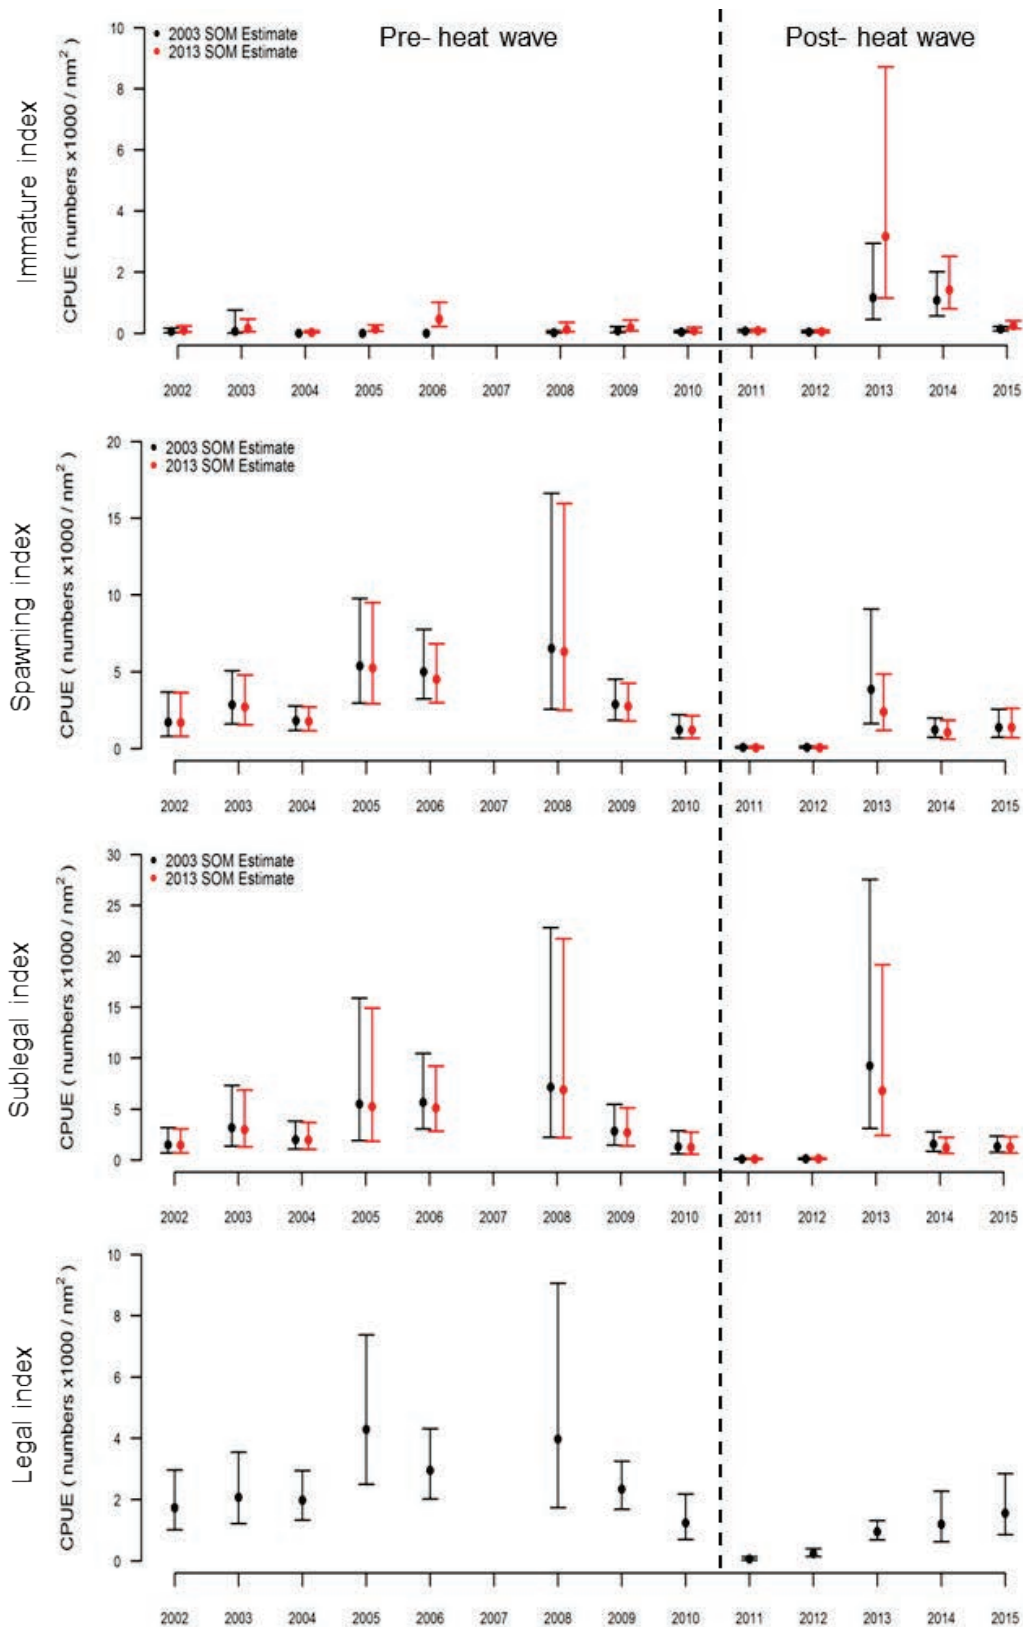 Pre- heat wave
Post- heat wave
Immature index
CPUE ( numbers x1000 / nm² )
10
8
6
4
2
0
2003 SOM Estimate
2013 SOM Estimate
2002 2003 2004 2005 2006 2007 2008 2009 2010 2011 2012 2013 2014 2015
Spawning index
CPUE ( numbers x1000 / nm² )
20
15
10
5
0
2003 SOM Estimate
2013 SOM Estimate
2002 2003 2004 2005 2006 2007 2008 2009 2010 2011 2012 2013 2014 2015
Sublegal index
CPUE ( numbers x1000 / nm² )
30
25
20
15
10
5
0
2003 SOM Estimate
2013 SOM Estimate
2002 2003 2004 2005 2006 2007 2008 2009 2010 2011 2012 2013 2014 2015
Legal index
CPUE ( numbers x1000 / nm² )
10
8
6
4
2
0
2002 2003 2004 2005 2006 2007 2008 2009 2010 2011 2012 2013 2014 2015